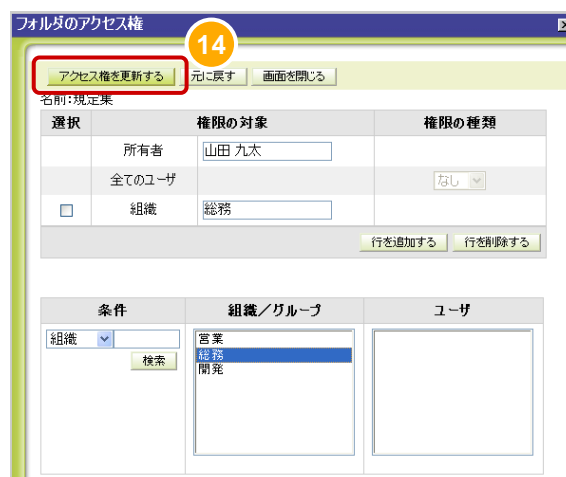 フォルダのアクセス権
14
アクセス権を更新する 元に戻す 画面を閉じる
名前:規定集
選択 権限の対象 権限の種類
所有者 山田 九太
全てのユーザ なし
組織 総務
行を追加する 行を削除する
条件 組織／グループ ユーザ
組織
検索
営業
総務
開発